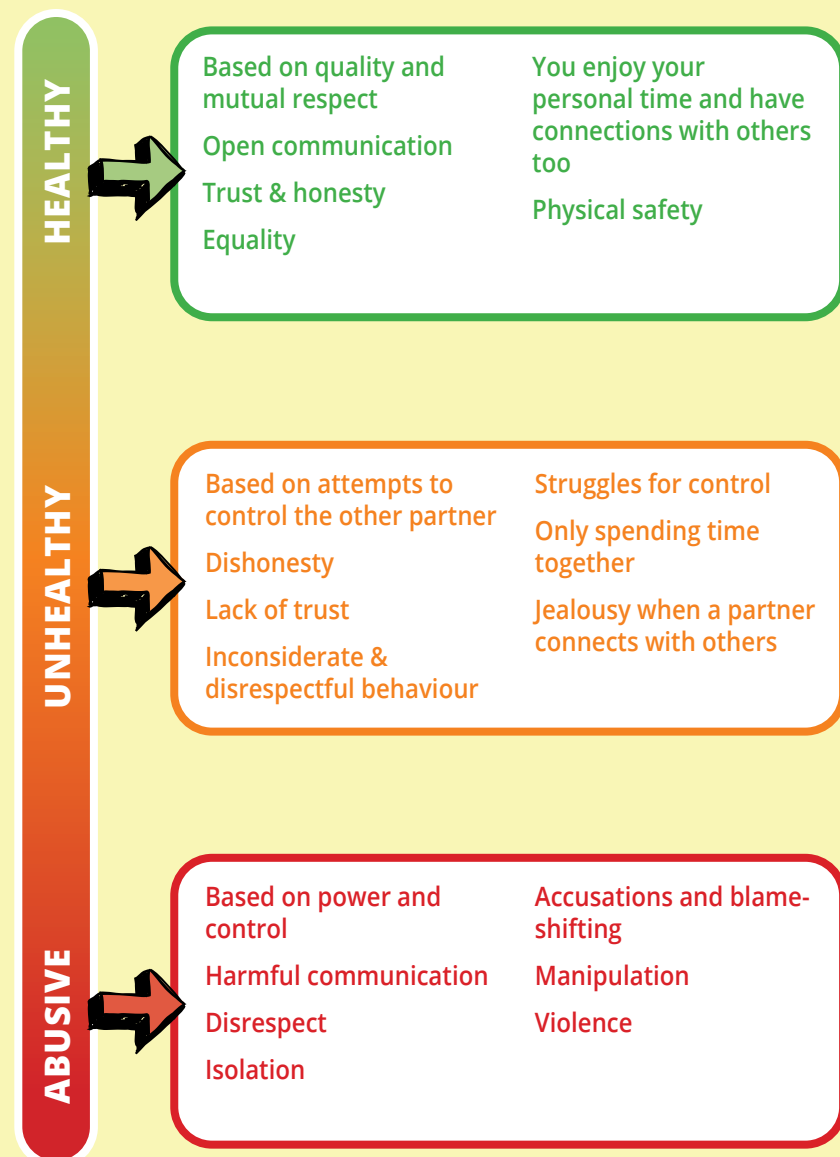 HEALTHY
Based on quality and
mutual respect
Open communication
Trust & honesty
Equality
You enjoy your
personal time and have
connections with others
too
Physical safety
UNHEALTHY
Based on attempts to
control the other partner
Dishonesty
Lack of trust
Inconsiderate &
disrespectful behaviour
Struggles for control
Only spending time
together
Jealousy when a partner
connects with others
ABUSIVE
Based on power and
control
Harmful communication
Disrespect
Isolation
Accusations and blame-
shifting
Manipulation
Violence